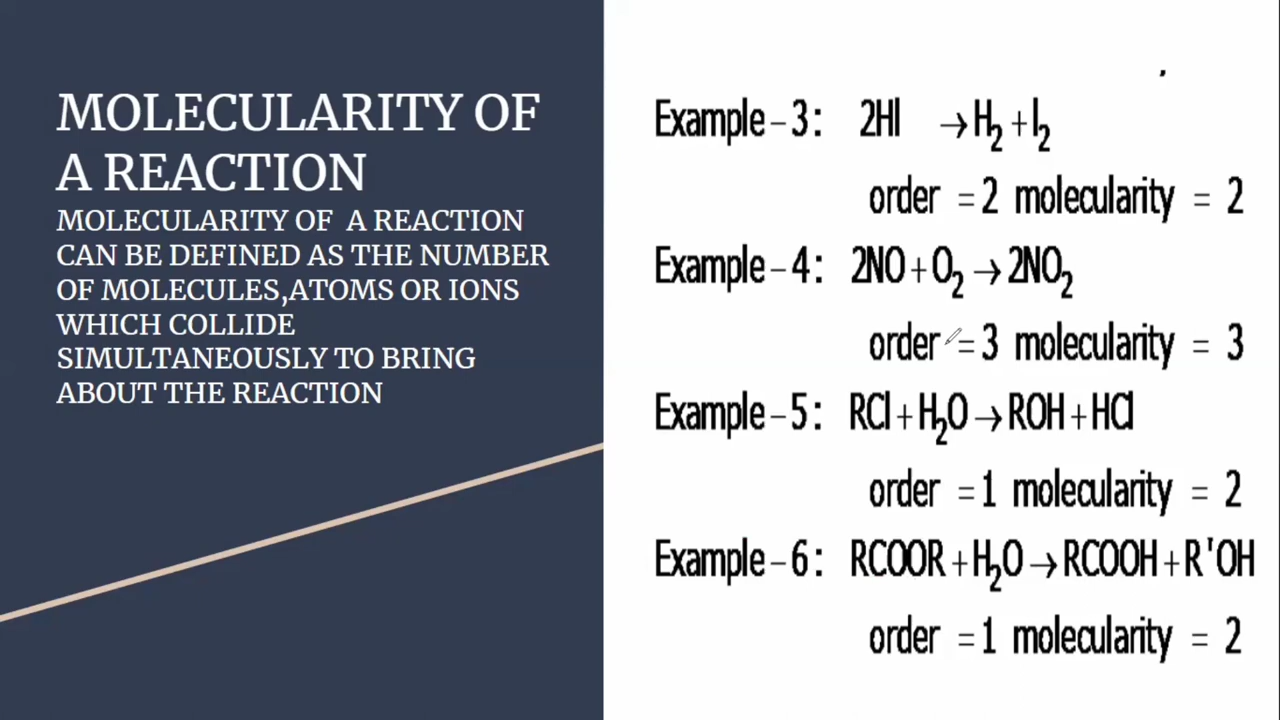 MOLECULARITY OF
A REACTION
MOLECULARITY OF  A REACTION
CAN BE DEFINED AS THE NUMBER
OF MOLECULES,ATOMS OR IONS
WHICH COLLIDE
SIMULTANEOUSLY TO BRING
ABOUT THE REACTION
Example – 3 : 2HI → H₂ + I₂
order = 2 molecularity = 2
Example – 4 : 2NO + O₂ → 2NO₂
order = 3 molecularity = 3
Example – 5 : RCl + H₂O → ROH + HCl
order = 1 molecularity = 2
Example – 6 : RCOOR + H₂O → RCOOH + R'OH
order = 1 molecularity = 2